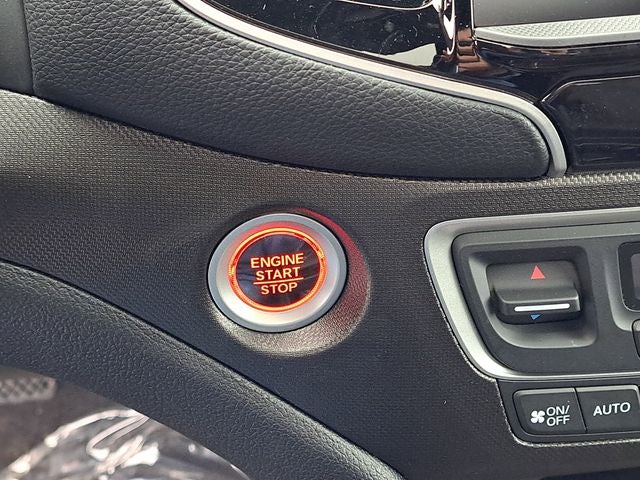 ENGINE
START
STOP
ON/
OFF
AUTO